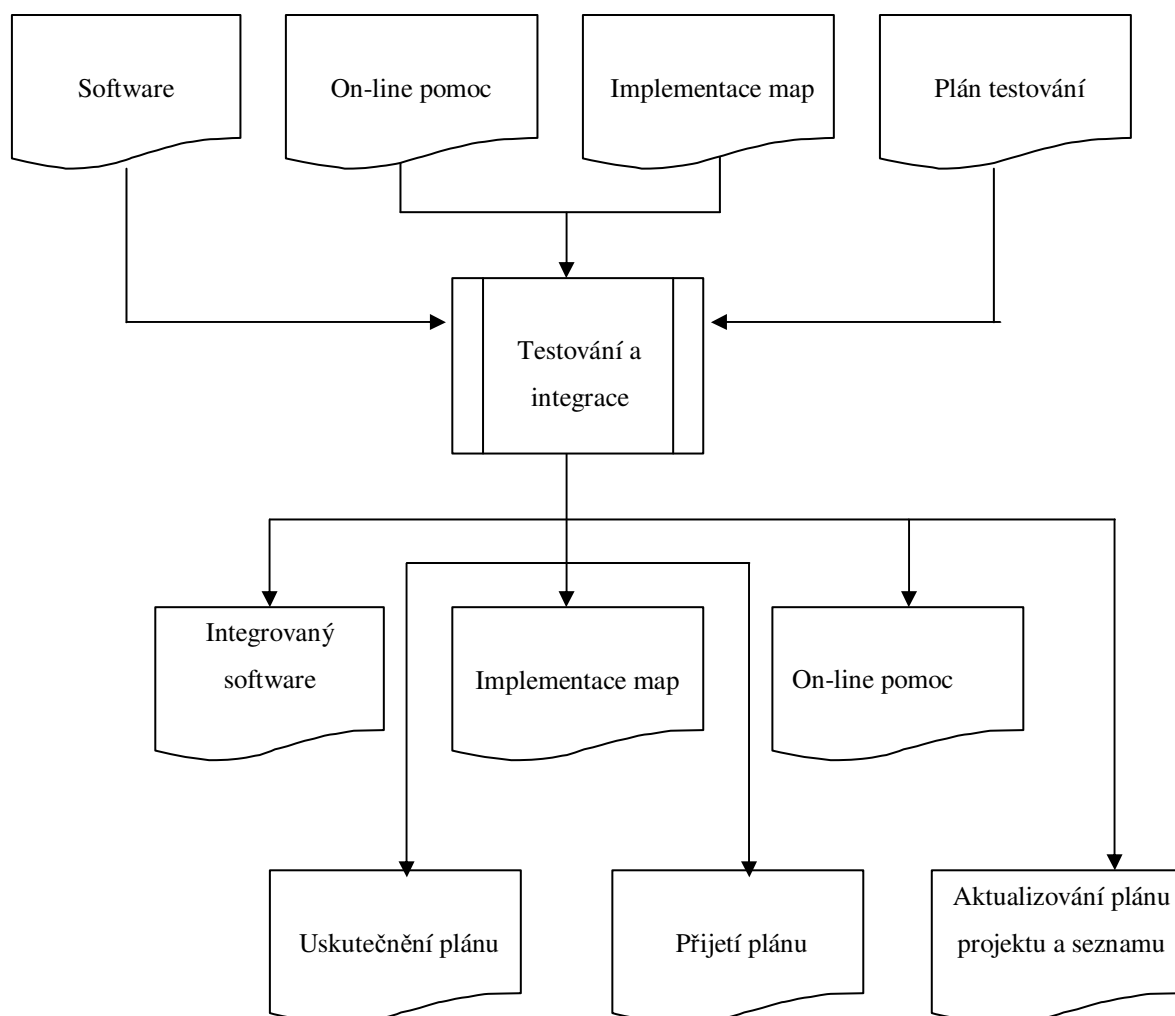 Software
On-line pomoc
Implementace map
Plán testování
Testování a
integrace
Integrovaný
software
Implementace map
On-line pomoc
Uskutečnění plánu
Přijetí plánu
Aktualizování plánu
projektu a seznamu